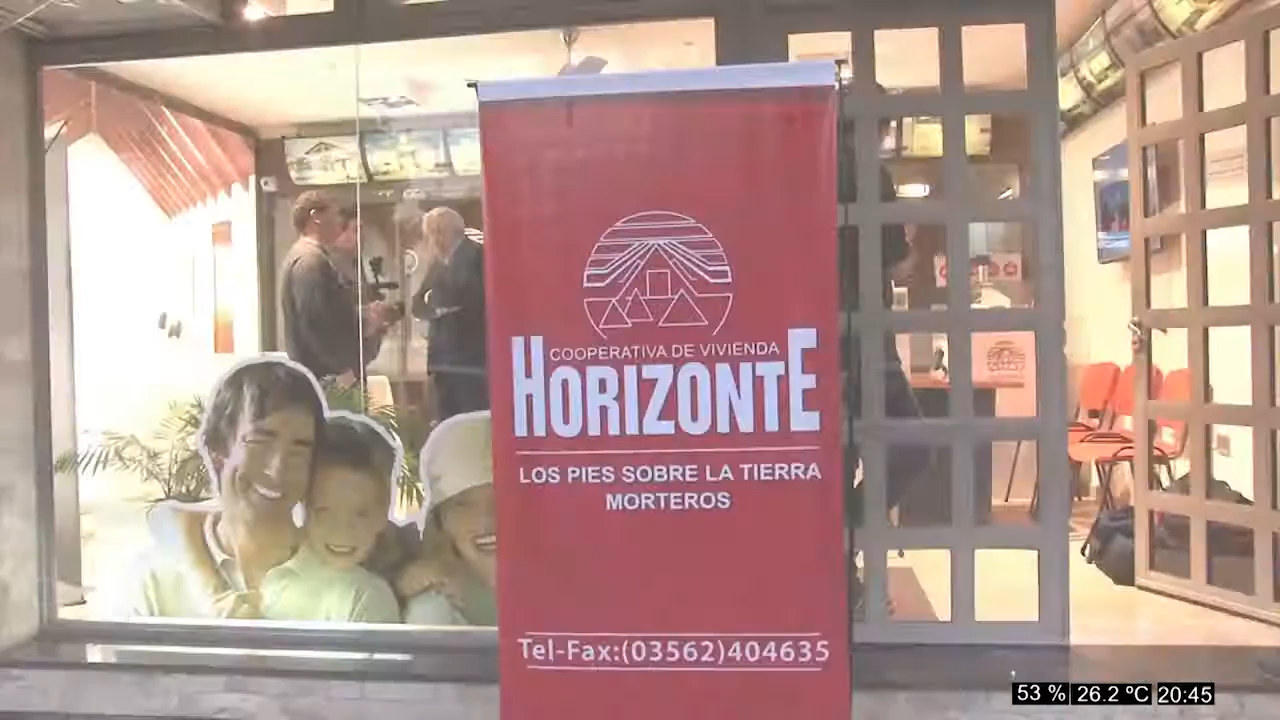 COOPERATIVA DE VIVIENDA
HORIZONTE
LOS PIES SOBRE LA TIERRA
MORTEROS
Tel-Fax:(03562)404635
53 % 26.2 ºC 20:45